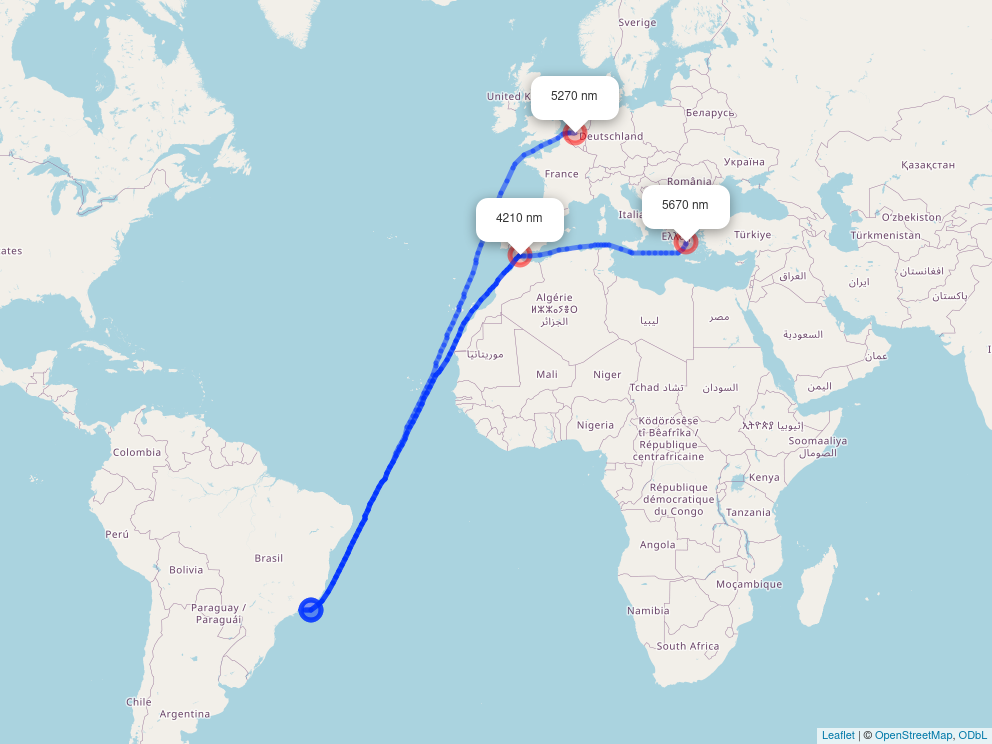 Sverige
United K
5270 nm
Deutschland
Беларусь
Україна
Қазақстан
France
România
Itali
4210 nm
5670 nm
Ελλ
Türkiye
O'zbekiston
Türkmenistan
ates
افغانستان
العراق
ایران
پاکستان
Algérie
ⵍⵣⵣⴰⵢⴻⵔ
الجزائر
ليبيا
مصر
السعودية
عمان
موريتانيا
Mali
Niger
Tchad تشاد
السودان
اليمن
I
Nigeria
Ködörösêse
tî Bêafrîka /
République
centrafricaine
ኢትዮጵያ إثيوبيا
Soomaaliya
الصومال
Colombia
Kenya
République
démocratique
du Congo
Tanzania
Perú
Brasil
Angola
Bolivia
Moçambique
Paraguay /
Paraguái
Namibia
South Africa
Chile
Argentina
Leaflet | © OpenStreetMap, ODbL